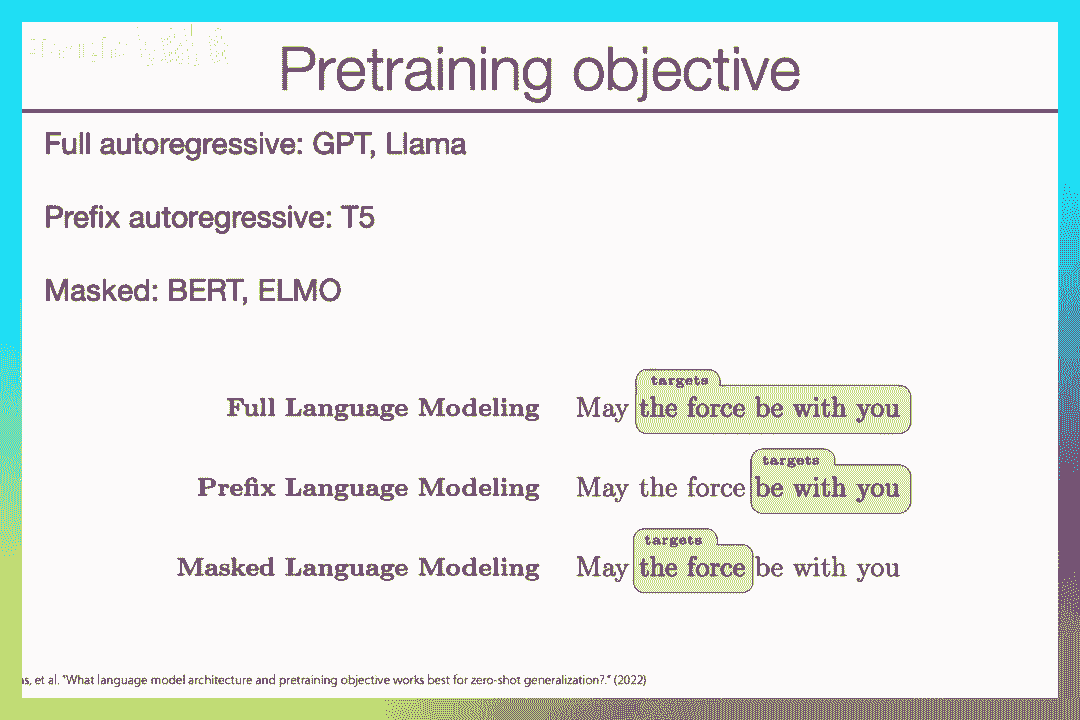 Pretraining objective
Full autoregressive: GPT, Llama
Prefix autoregressive: T5
Masked: BERT, ELMO
targets
Full Language Modeling May the force be with you
targets
Prefix Language Modeling May the force be with you
targets
Masked Language Modeling May the force be with you
et al. "What language model architecture and pretraining objective works best for zero-shot generalization?." (2022)